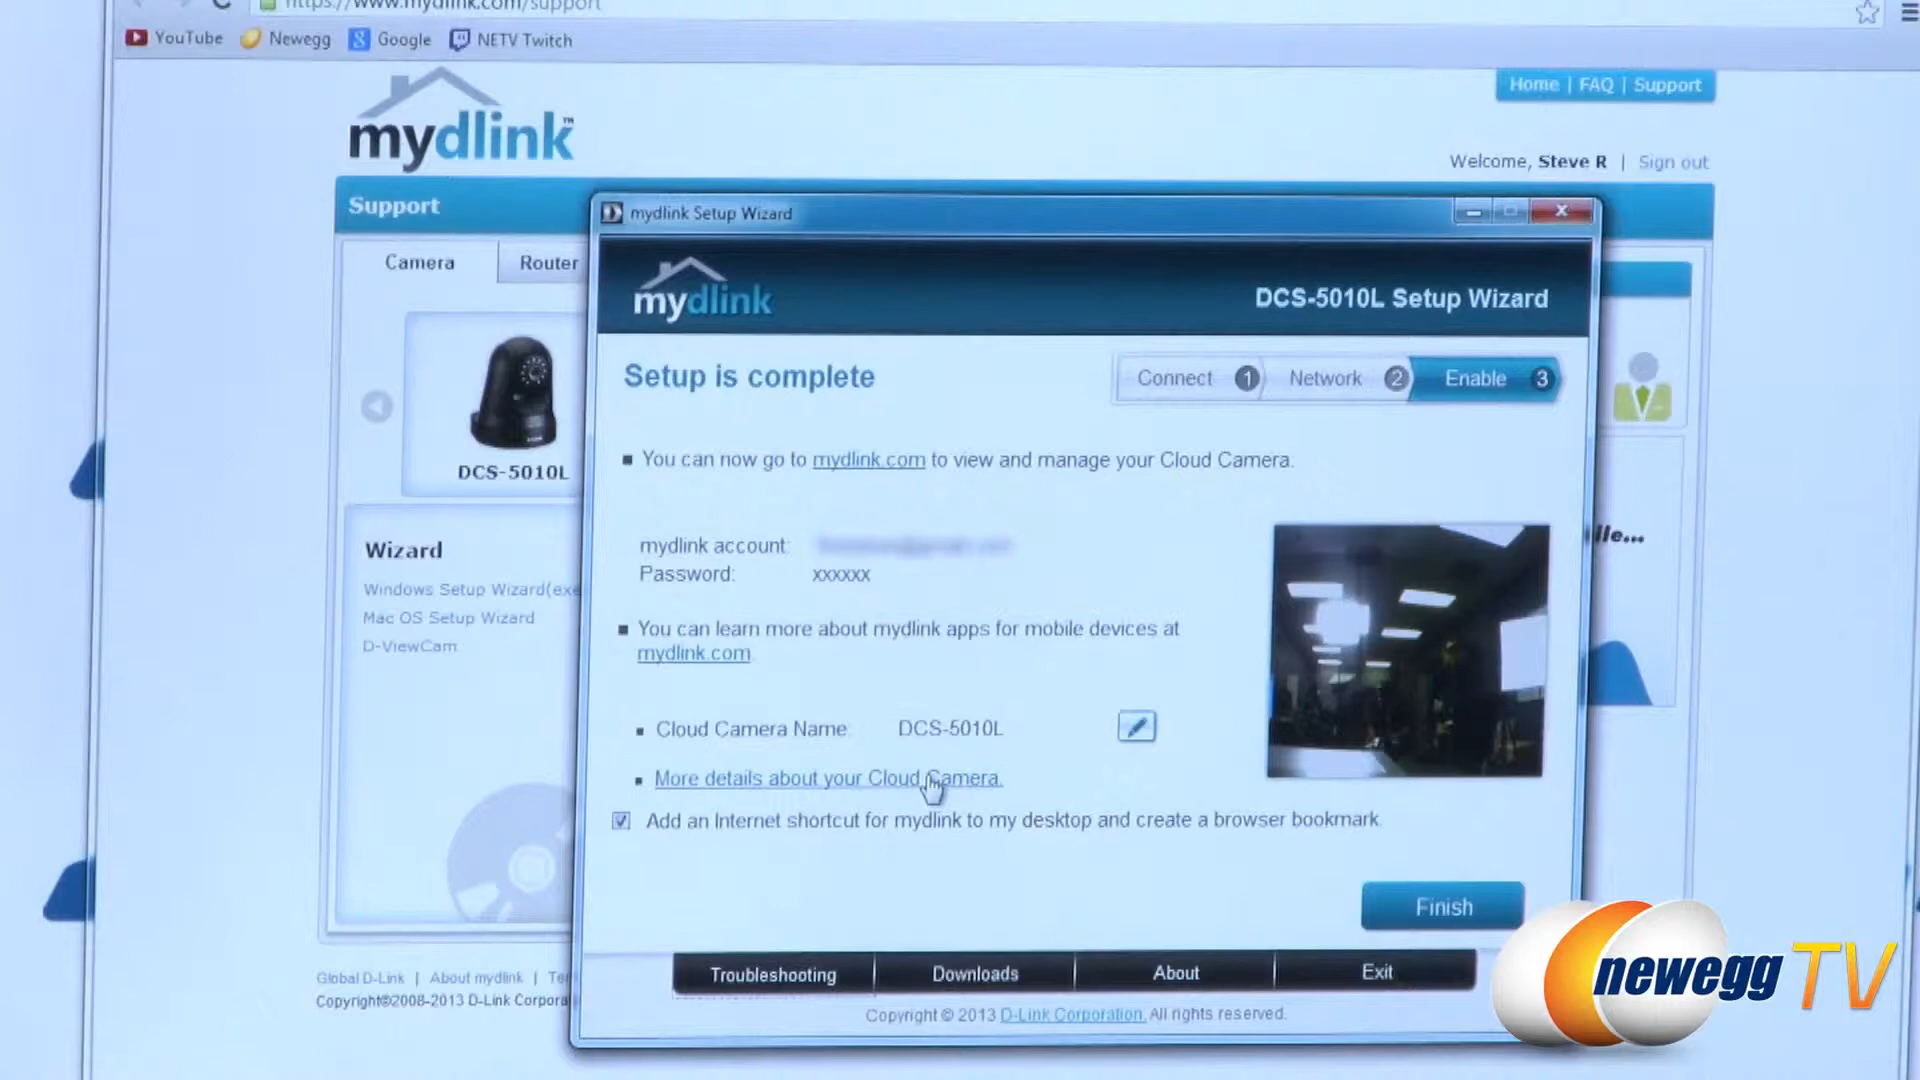 https://www.mydlink.com/support
YouTube Newegg Google NETV Twitch
mydlink™
Home | FAQ | Support
Welcome, Steve R | Sign out
Support
Camera
Router
DCS-5010L
Wizard
Windows Setup Wizard(exe
Mac OS Setup Wizard
D-ViewCam
Global D-Link | About mydlink |
Copyright©2008-2013 D-Link Corpora
mydlink Setup Wizard
mydlink
DCS-5010L Setup Wizard
Setup is complete
Connect 1 Network 2 Enable 3
You can now go to mydlink.com to view and manage your Cloud Camera.
mydlink account:
Password: xxxxxx
You can learn more about mydlink apps for mobile devices at
mydlink.com
Cloud Camera Name: DCS-5010L
More details about your Cloud Camera.
Add an Internet shortcut for mydlink to my desktop and create a browser bookmark.
Finish
Troubleshooting Downloads About Exit
Copyright © 2013 D-Link Corporation. All rights reserved.
newegg TV